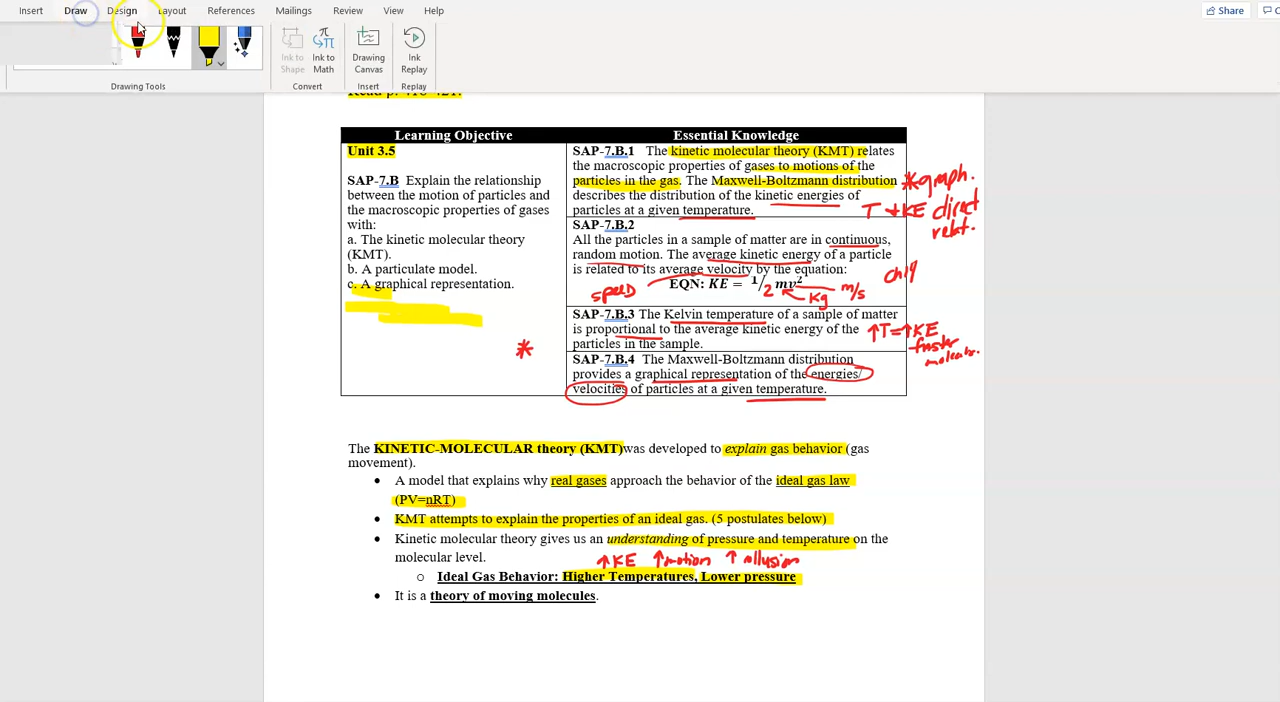 Insert Draw Design Layout References Mailings Review View Help
Share
Ink to Shape Ink to Math Drawing Canvas Ink Replay
Drawing Tools Convert Insert Replay
Learning Objective Essential Knowledge
Unit 3.5
SAP-7.B Explain the relationship
between the motion of particles and
the macroscopic properties of gases
with:
a. The kinetic molecular theory
(KMT).
b. A particulate model.
c. A graphical representation.
*
SAP-7.B.1 The kinetic molecular theory (KMT) relates
the macroscopic properties of gases to motions of the
particles in the gas. The Maxwell-Boltzmann distribution
describes the distribution of the kinetic energies of
particles at a given temperature.
*graph.
T + KE direct
relat.
SAP-7.B.2
All the particles in a sample of matter are in continuous,
random motion. The average kinetic energy of a particle
is related to its average velocity by the equation:
EQN: KE = 1/2 mv²
speed
kg
m/s
SAP-7.B.3 The Kelvin temperature of a sample of matter
is proportional to the average kinetic energy of the
particles in the sample.
↑T=↑KE
-faster
SAP-7.B.4 The Maxwell-Boltzmann distribution
provides a graphical representation of the energies/
velocities of particles at a given temperature.
The KINETIC-MOLECULAR theory (KMT)was developed to explain gas behavior (gas
movement).
• A model that explains why real gases approach the behavior of the ideal gas law
(PV=nRT)
• KMT attempts to explain the properties of an ideal gas. (5 postulates below)
• Kinetic molecular theory gives us an understanding of pressure and temperature on the
molecular level.
↑KE ↑motion
o Ideal Gas Behavior: Higher Temperatures, Lower pressure
• It is a theory of moving molecules.